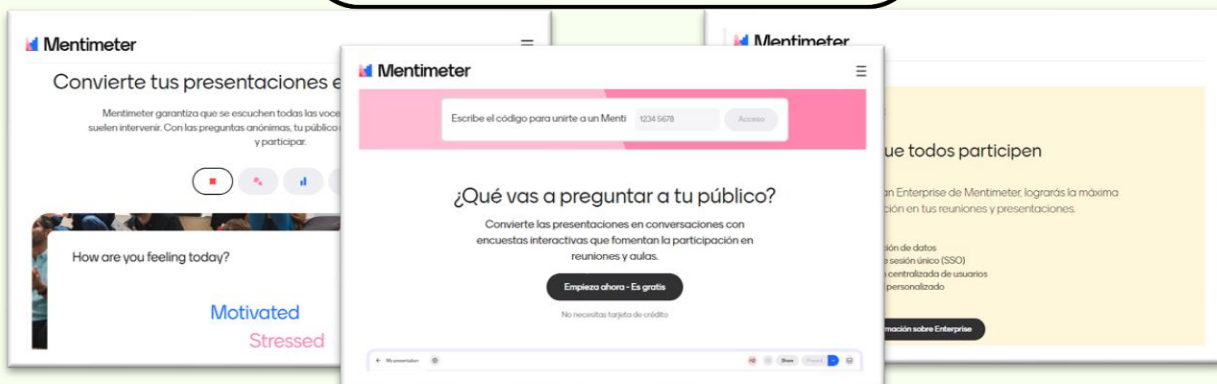 Mentimeter
Convierte tus presentaciones e
Mentimeter garantiza que se escuchen todas las voce
suelen intervenir. Con las preguntas anónimas, tu público
y participar.
How are you feeling today?
Motivated
Stressed
Mentimeter
Escribe el código para unirte a un Menti 1234 5678 Acceso
¿Qué vas a preguntar a tu público?
Convierte las presentaciones en conversaciones con
encuestas interactivas que fomentan la participación en
reuniones y aulas.
Empieza ahora - Es gratis
No necesitas tarjeta de crédito
My presentation Share Present
Mentimeter
ue todos participen
an Enterprise de Mentimeter, lograrás la máxima
ción en tus reuniones y presentaciones.
ión de datos
e sesión único (SSO)
centralizada de usuarios
personalizado
rmación sobre Enterprise